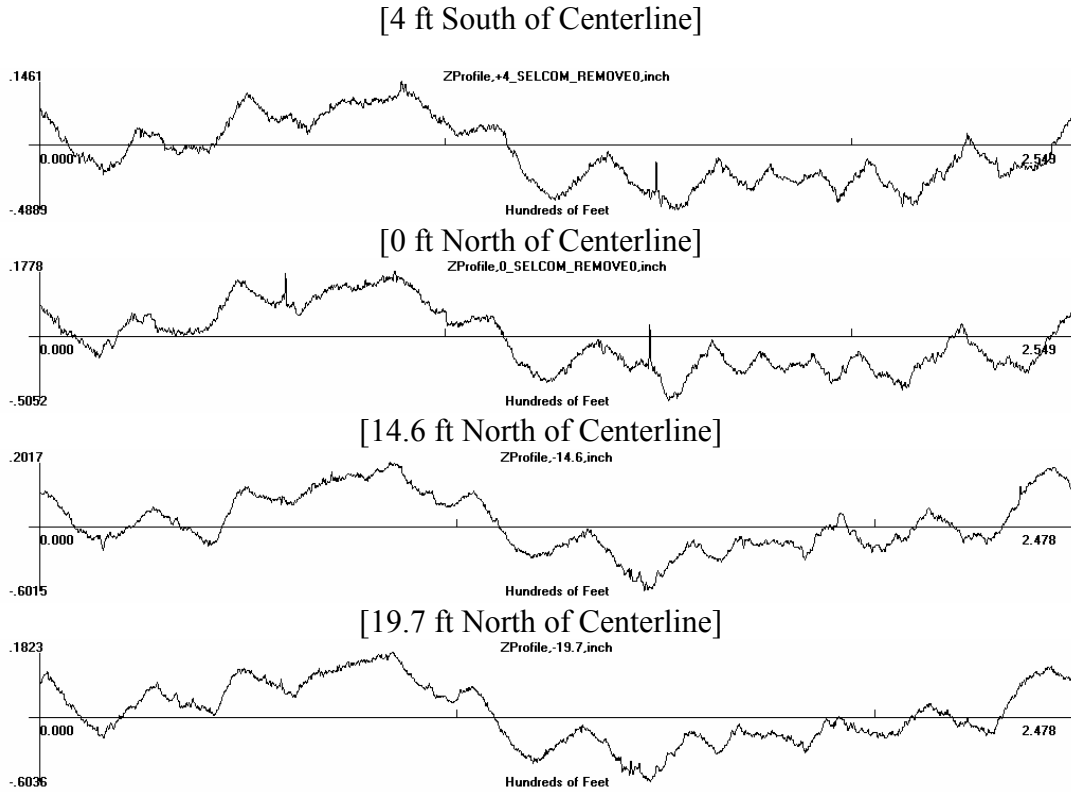 [4 ft South of Centerline]
.1461
ZProfile,+4_SELCOM_REMOVE0,inch
0.000
2.549
-.4889
Hundreds of Feet
[0 ft North of Centerline]
.1778
ZProfile,0_SELCOM_REMOVE0,inch
0.000
2.549
-.5052
Hundreds of Feet
[14.6 ft North of Centerline]
.2017
ZProfile,-14.6,inch
0.000
2.478
-.6015
Hundreds of Feet
[19.7 ft North of Centerline]
.1823
ZProfile,-19.7,inch
0.000
2.478
-.6036
Hundreds of Feet